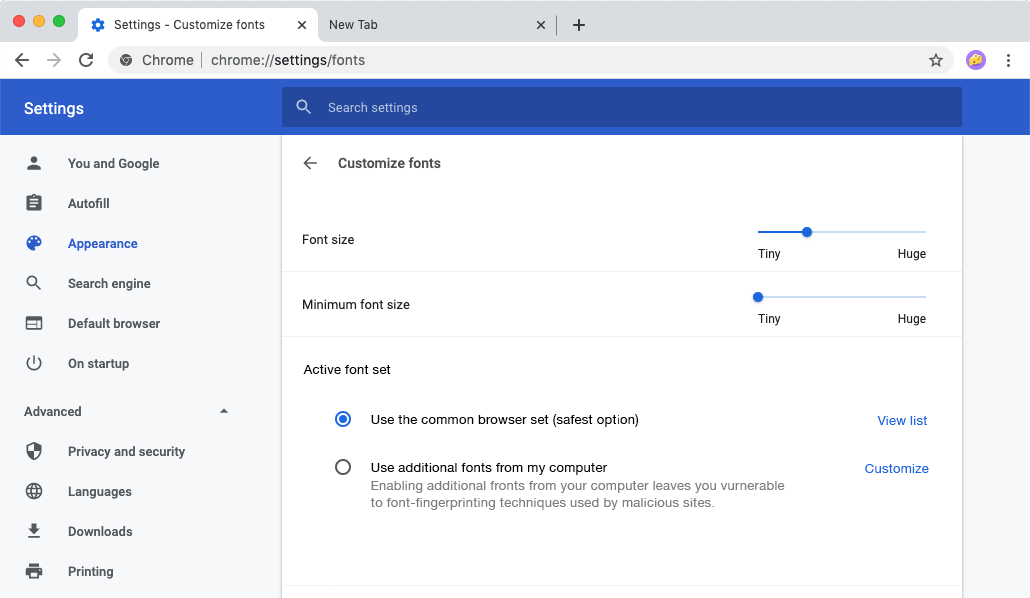 Settings - Customize fonts
New Tab
Chrome
chrome://settings/fonts
Settings
Search settings
You and Google
Autofill
Appearance
Search engine
Default browser
On startup
Advanced
Privacy and security
Languages
Downloads
Printing
Customize fonts
Font size
Tiny
Huge
Minimum font size
Tiny
Huge
Active font set
Use the common browser set (safest option)
View list
Use additional fonts from my computer
Customize
Enabling additional fronts from your computer leaves you vurnerable
to font-fingerprinting techniques used by malicious sites.